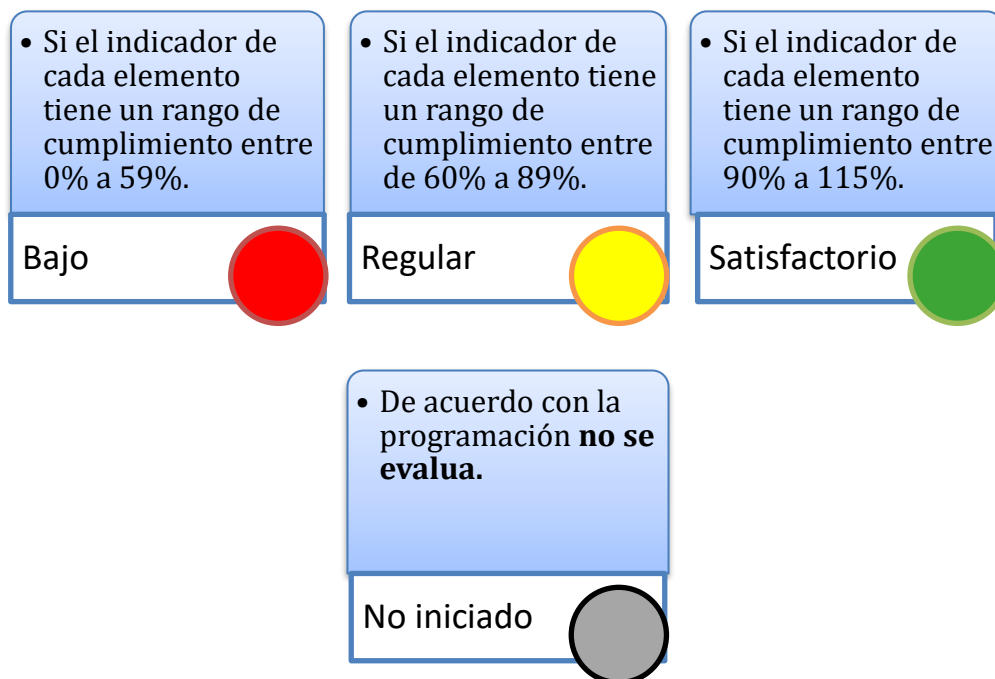 • Si el indicador de
cada elemento
tiene un rango de
cumplimiento entre
0% a 59%.
Bajo
• Si el indicador de
cada elemento tiene
un rango de
cumplimiento entre
de 60% a 89%.
Regular
• Si el indicador de
cada elemento
tiene un rango de
cumplimiento entre
90% a 115%.
Satisfactorio
• De acuerdo con la
programación no se
evalua.
No iniciado